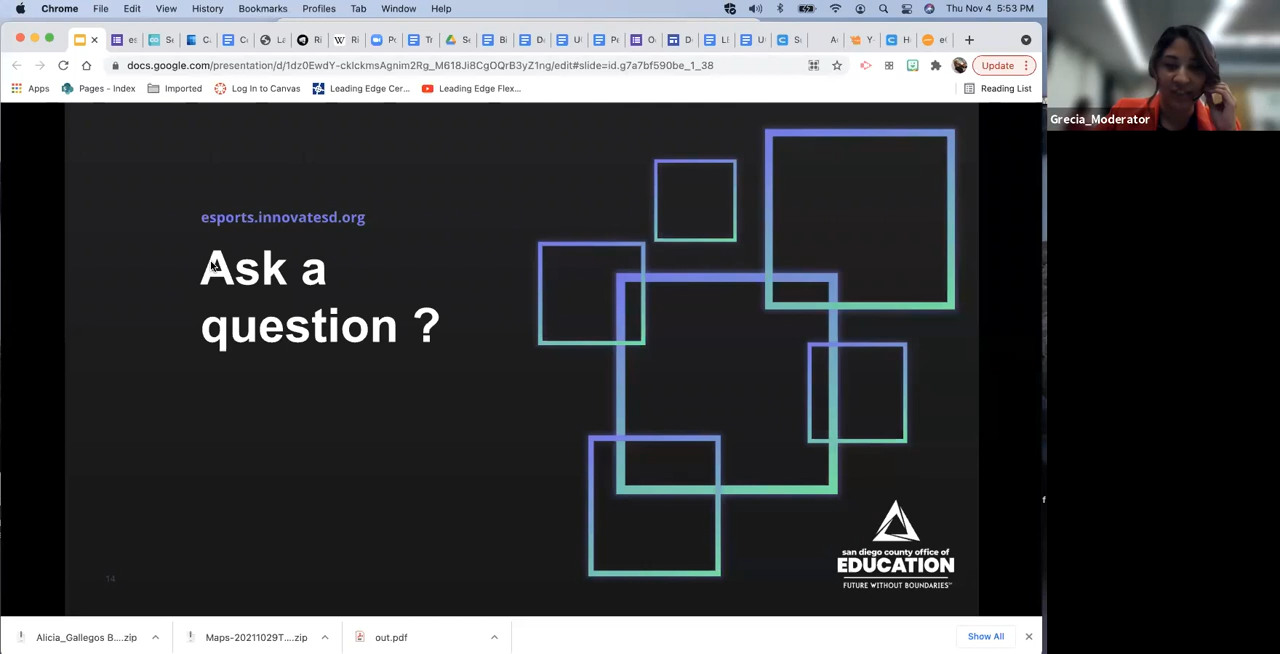 Chrome File Edit View History Bookmarks Profiles Tab Window Help Thu Nov 4 5:53 PM
docs.google.com/presentation/d/1dz0EwdY-ckIckmsAgnim2Rg_M618Ji8CgOQrB3yZ1ng/edit#slide=id.g7a7bf590be_1_38 Update
Apps Pages - Index Imported Log In to Canvas Leading Edge Cer... Leading Edge Flex... Reading List
Grecia_Moderator
esports.innovatesd.org
Ask a
question ?
san diego county office of
EDUCATION
FUTURE WITHOUT BOUNDARIES™
14
Alicia_Gallegos B....zip Maps-20211029T....zip out.pdf Show All